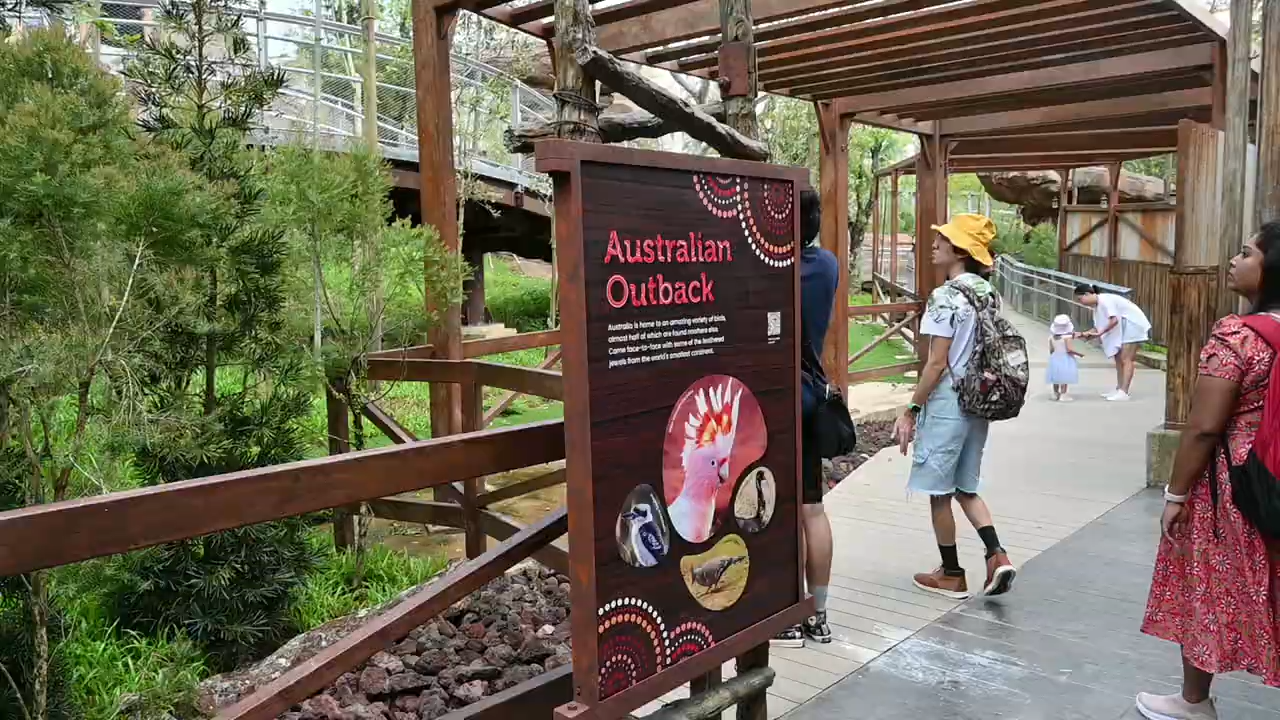 Australian
Outback
Australia is home to an amazing variety of birds,
almost half of which are found nowhere else.
Come face-to-face with some of the feathered
jewels from the world's smallest continent.